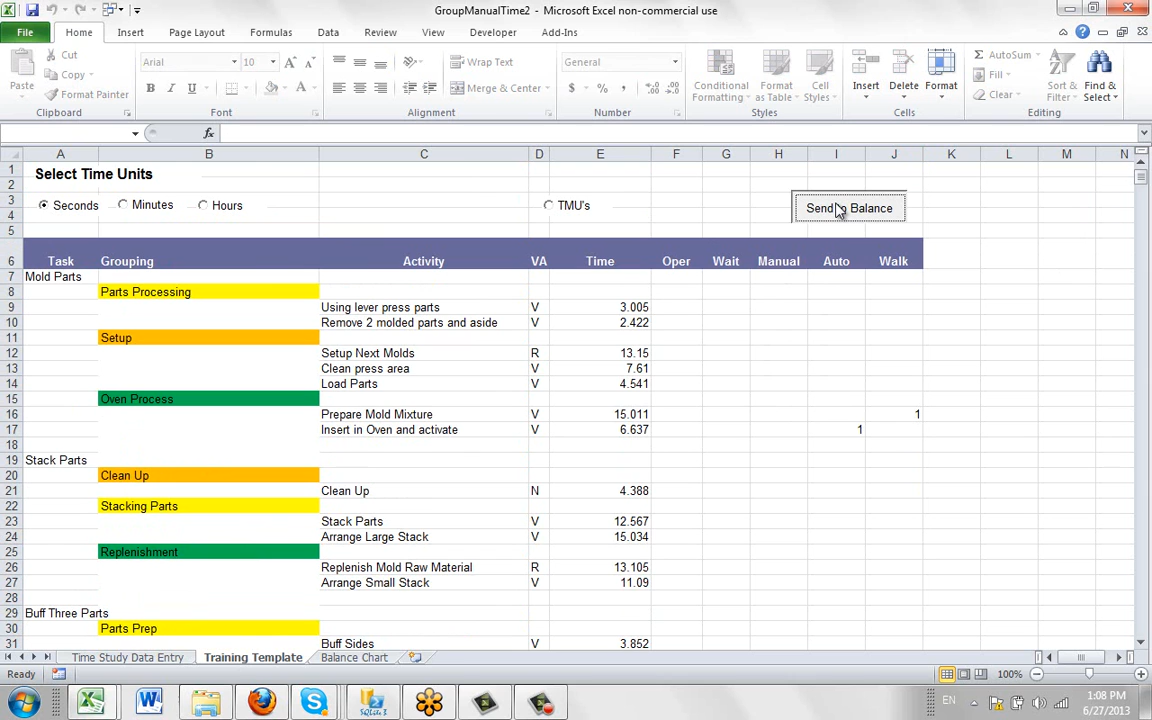 GroupManualTime2 - Microsoft Excel non-commercial use
File Home Insert Page Layout Formulas Data Review View Developer Add-Ins
Paste Cut Copy Format Painter Clipboard
Arial 10 B I U A A A Font
Wrap Text Merge & Center Alignment
General $ % , Number
Conditional Formatting Format as Table Cell Styles Styles
Insert Delete Format Cells
AutoSum Fill Clear Sort & Filter Find & Select Editing
fx
A B C D E F G H I J K L M N
1 Select Time Units
2
3 Seconds Minutes Hours TMU's Send to Balance
4
5
6 Task Grouping Activity VA Time Oper Wait Manual Auto Walk
7 Mold Parts
8 Parts Processing
9 Using lever press parts V 3.005
10 Remove 2 molded parts and aside V 2.422
11 Setup
12 Setup Next Molds R 13.15
13 Clean press area V 7.61
14 Load Parts V 4.541
15 Oven Process
16 Prepare Mold Mixture V 15.011 1
17 Insert in Oven and activate V 6.637 1
18
19 Stack Parts
20 Clean Up
21 Clean Up N 4.388
22 Stacking Parts
23 Stack Parts V 12.567
24 Arrange Large Stack V 15.034
25 Replenishment
26 Replenish Mold Raw Material R 13.105
27 Arrange Small Stack V 11.09
28
29 Buff Three Parts
30 Parts Prep
31 Buff Sides V 3.852
Time Study Data Entry Training Template Balance Chart
Ready 100%
EN 1:08 PM
6/27/2013